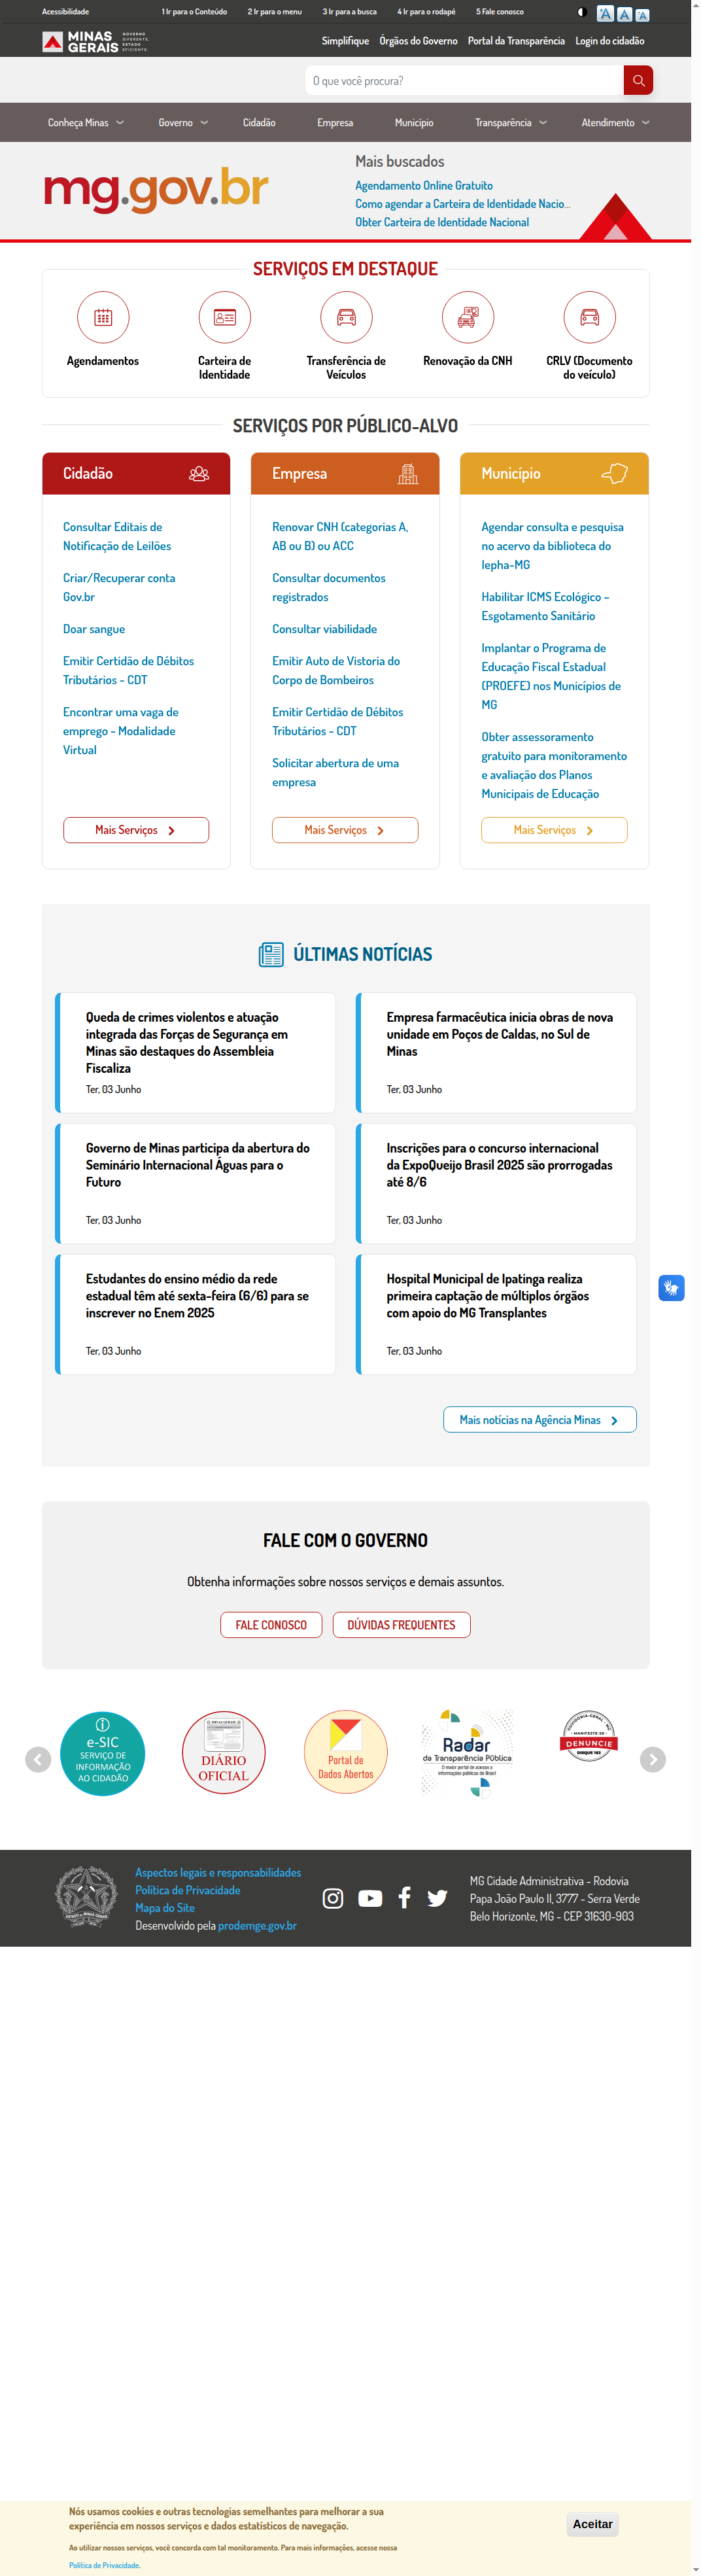 Acessibilidade
1 Ir para o Conteúdo
2 Ir para o menu
3 Ir para a busca
4 Ir para o rodapé
5 Fale conosco
MINAS GERAIS
GOVERNO
DIFERENTE.
ESTADO
EFICIENTE.
Simplifique
Órgãos do Governo
Portal da Transparência
Login do cidadão
O que você procura?
Conheça Minas
Governo
Cidadão
Empresa
Município
Transparência
Atendimento
mg.gov.br
Mais buscados
Agendamento Online Gratuito
Como agendar a Carteira de Identidade Nacio...
Obter Carteira de Identidade Nacional
SERVIÇOS EM DESTAQUE
Agendamentos
Carteira de
Identidade
Transferência de
Veículos
Renovação da CNH
CRLV (Documento
do veículo)
SERVIÇOS POR PÚBLICO-ALVO
Cidadão
Consultar Editais de
Notificação de Leilões
Criar/Recuperar conta
Gov.br
Doar sangue
Emitir Certidão de Débitos
Tributários - CDT
Encontrar uma vaga de
emprego - Modalidade
Virtual
Mais Serviços
Empresa
Renovar CNH (categorias A,
AB ou B) ou ACC
Consultar documentos
registrados
Consultar viabilidade
Emitir Auto de Vistoria do
Corpo de Bombeiros
Emitir Certidão de Débitos
Tributários - CDT
Solicitar abertura de uma
empresa
Mais Serviços
Município
Agendar consulta e pesquisa
no acervo da biblioteca do
Iepha-MG
Habilitar ICMS Ecológico –
Esgotamento Sanitário
Implantar o Programa de
Educação Fiscal Estadual
(PROEFE) nos Municípios de
MG
Obter assessoramento
gratuito para monitoramento
e avaliação dos Planos
Municipais de Educação
Mais Serviços
ÚLTIMAS NOTÍCIAS
Queda de crimes violentos e atuação
integrada das Forças de Segurança em
Minas são destaques do Assembleia
Fiscaliza
Ter, 03 Junho
Empresa farmacêutica inicia obras de nova
unidade em Poços de Caldas, no Sul de
Minas
Ter, 03 Junho
Governo de Minas participa da abertura do
Seminário Internacional Águas para o
Futuro
Ter, 03 Junho
Inscrições para o concurso internacional
da ExpoQueijo Brasil 2025 são prorrogadas
até 8/6
Ter, 03 Junho
Estudantes do ensino médio da rede
estadual têm até sexta-feira (6/6) para se
inscrever no Enem 2025
Ter, 03 Junho
Hospital Municipal de Ipatinga realiza
primeira captação de múltiplos órgãos
com apoio do MG Transplantes
Ter, 03 Junho
Mais notícias na Agência Minas
FALE COM O GOVERNO
Obtenha informações sobre nossos serviços e demais assuntos.
FALE CONOSCO
DÚVIDAS FREQUENTES
e-SIC
SERVIÇO DE
INFORMAÇÃO
AO CIDADÃO
MINAS GERAIS
DIÁRIO
OFICIAL
Portal de
Dados Abertos
Radar
da Transparência Pública
O maior portal de acesso a
informações públicas do Brasil
OUVIDORIA-GERAL - MG
MANIFESTE-SE
DENUNCIE
DISQUE 162
Aspectos legais e responsabilidades
Política de Privacidade
Mapa do Site
Desenvolvido pela prodemge.gov.br
MG Cidade Administrativa - Rodovia
Papa João Paulo II, 3777 - Serra Verde
Belo Horizonte, MG - CEP 31630-903
Nós usamos cookies e outras tecnologias semelhantes para melhorar a sua
experiência em nossos serviços e dados estatísticos de navegação.
Ao utilizar nossos serviços, você concorda com tal monitoramento. Para mais informações, acesse nossa
Política de Privacidade.
Aceitar